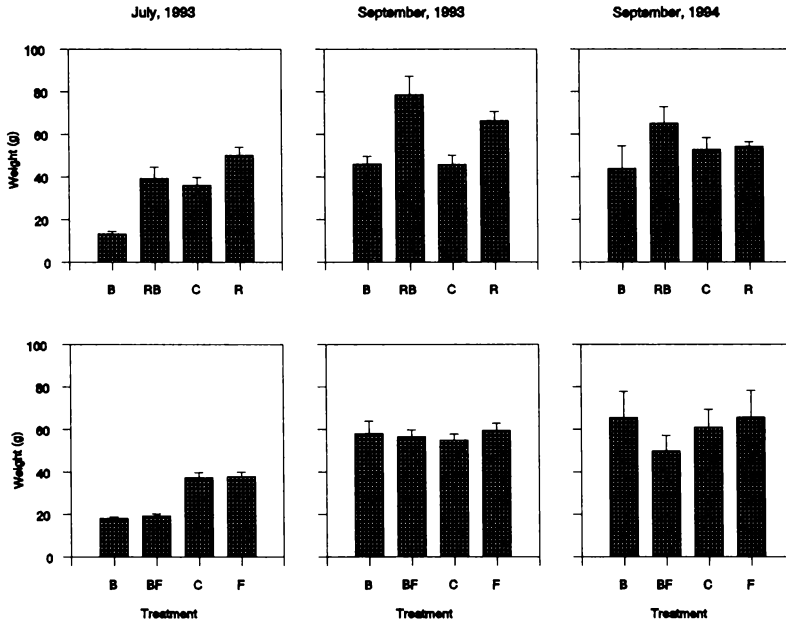 July, 1993
September, 1993
September, 1994
Weight (g)
100
80
60
40
20
0
B RB C R
B RB C R
B RB C R
Weight (g)
100
80
60
40
20
0
B BF C F
B BF C F
B BF C F
Treatment
Treatment
Treatment